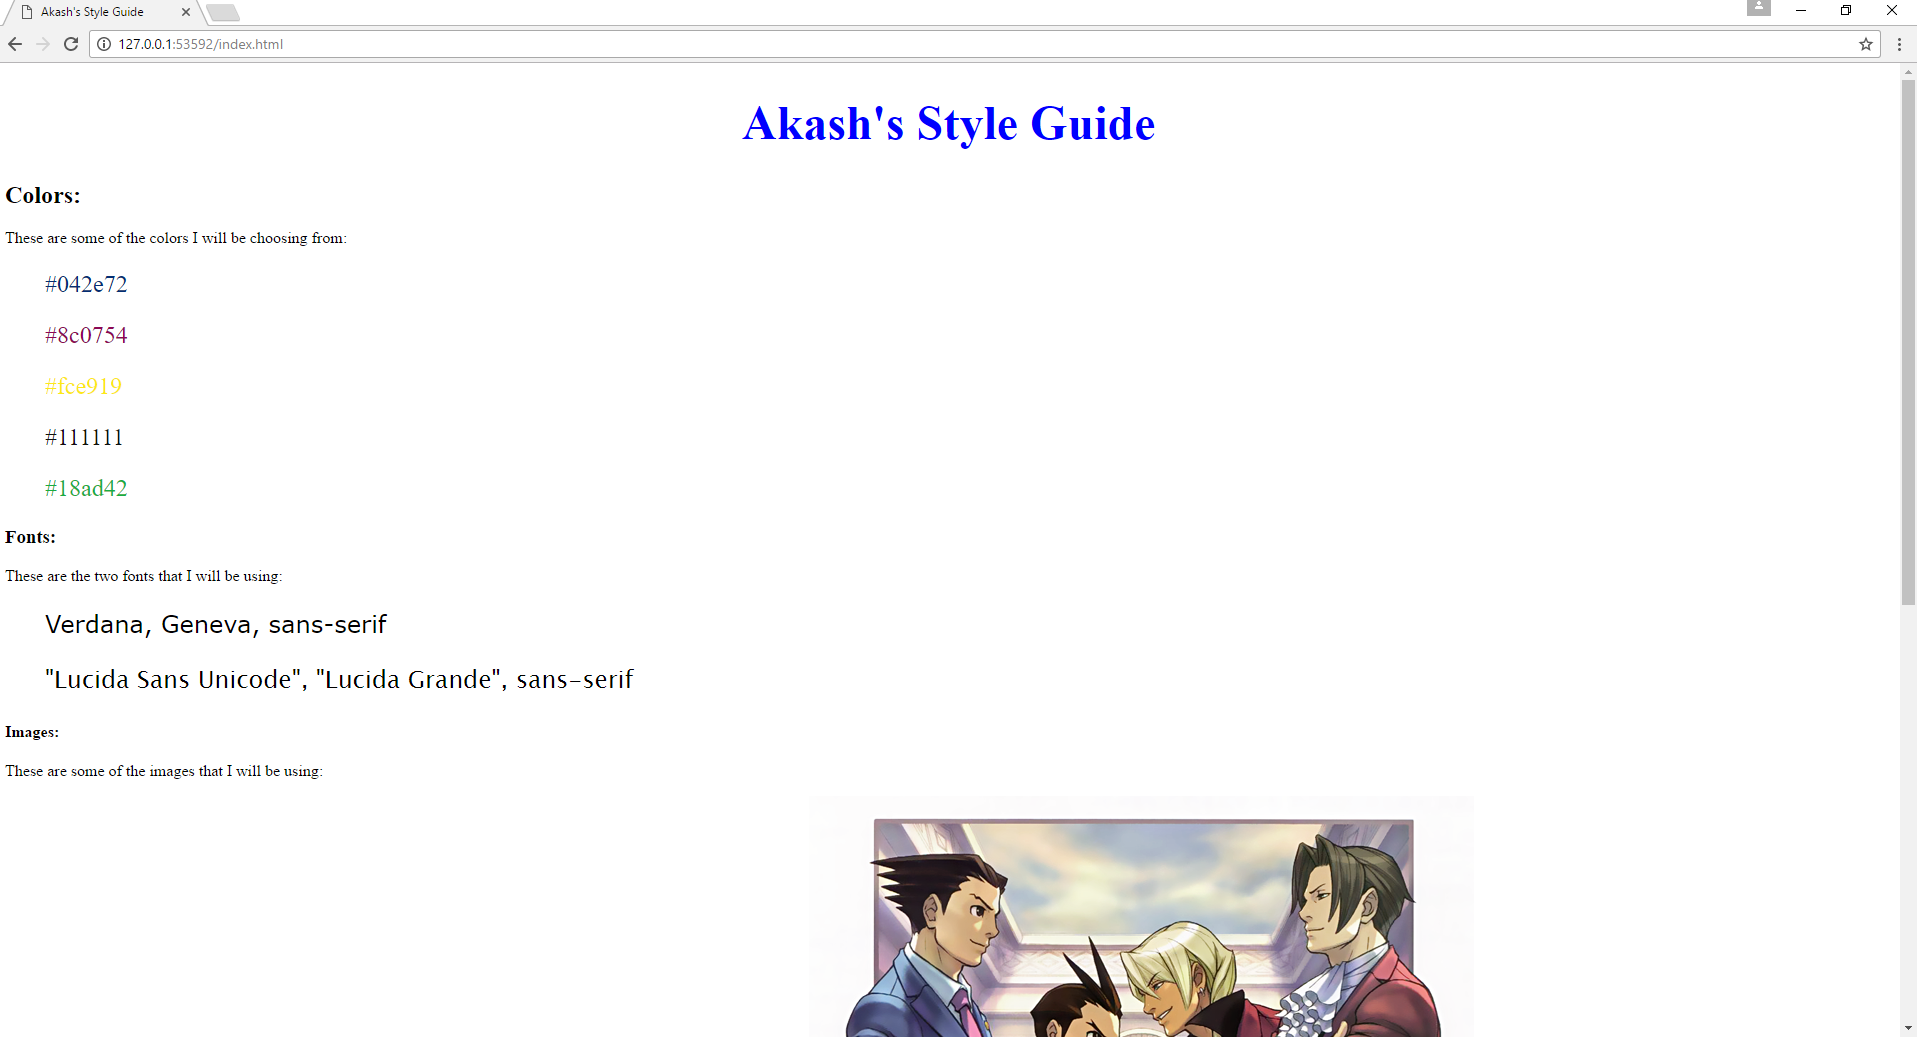 Akash's Style Guide
127.0.0.1:53592/index.html
Akash's Style Guide
Colors:
These are some of the colors I will be choosing from:
#042e72
#8c0754
#fce919
#111111
#18ad42
Fonts:
These are the two fonts that I will be using:
Verdana, Geneva, sans-serif
"Lucida Sans Unicode", "Lucida Grande", sans-serif
Images:
These are some of the images that I will be using: